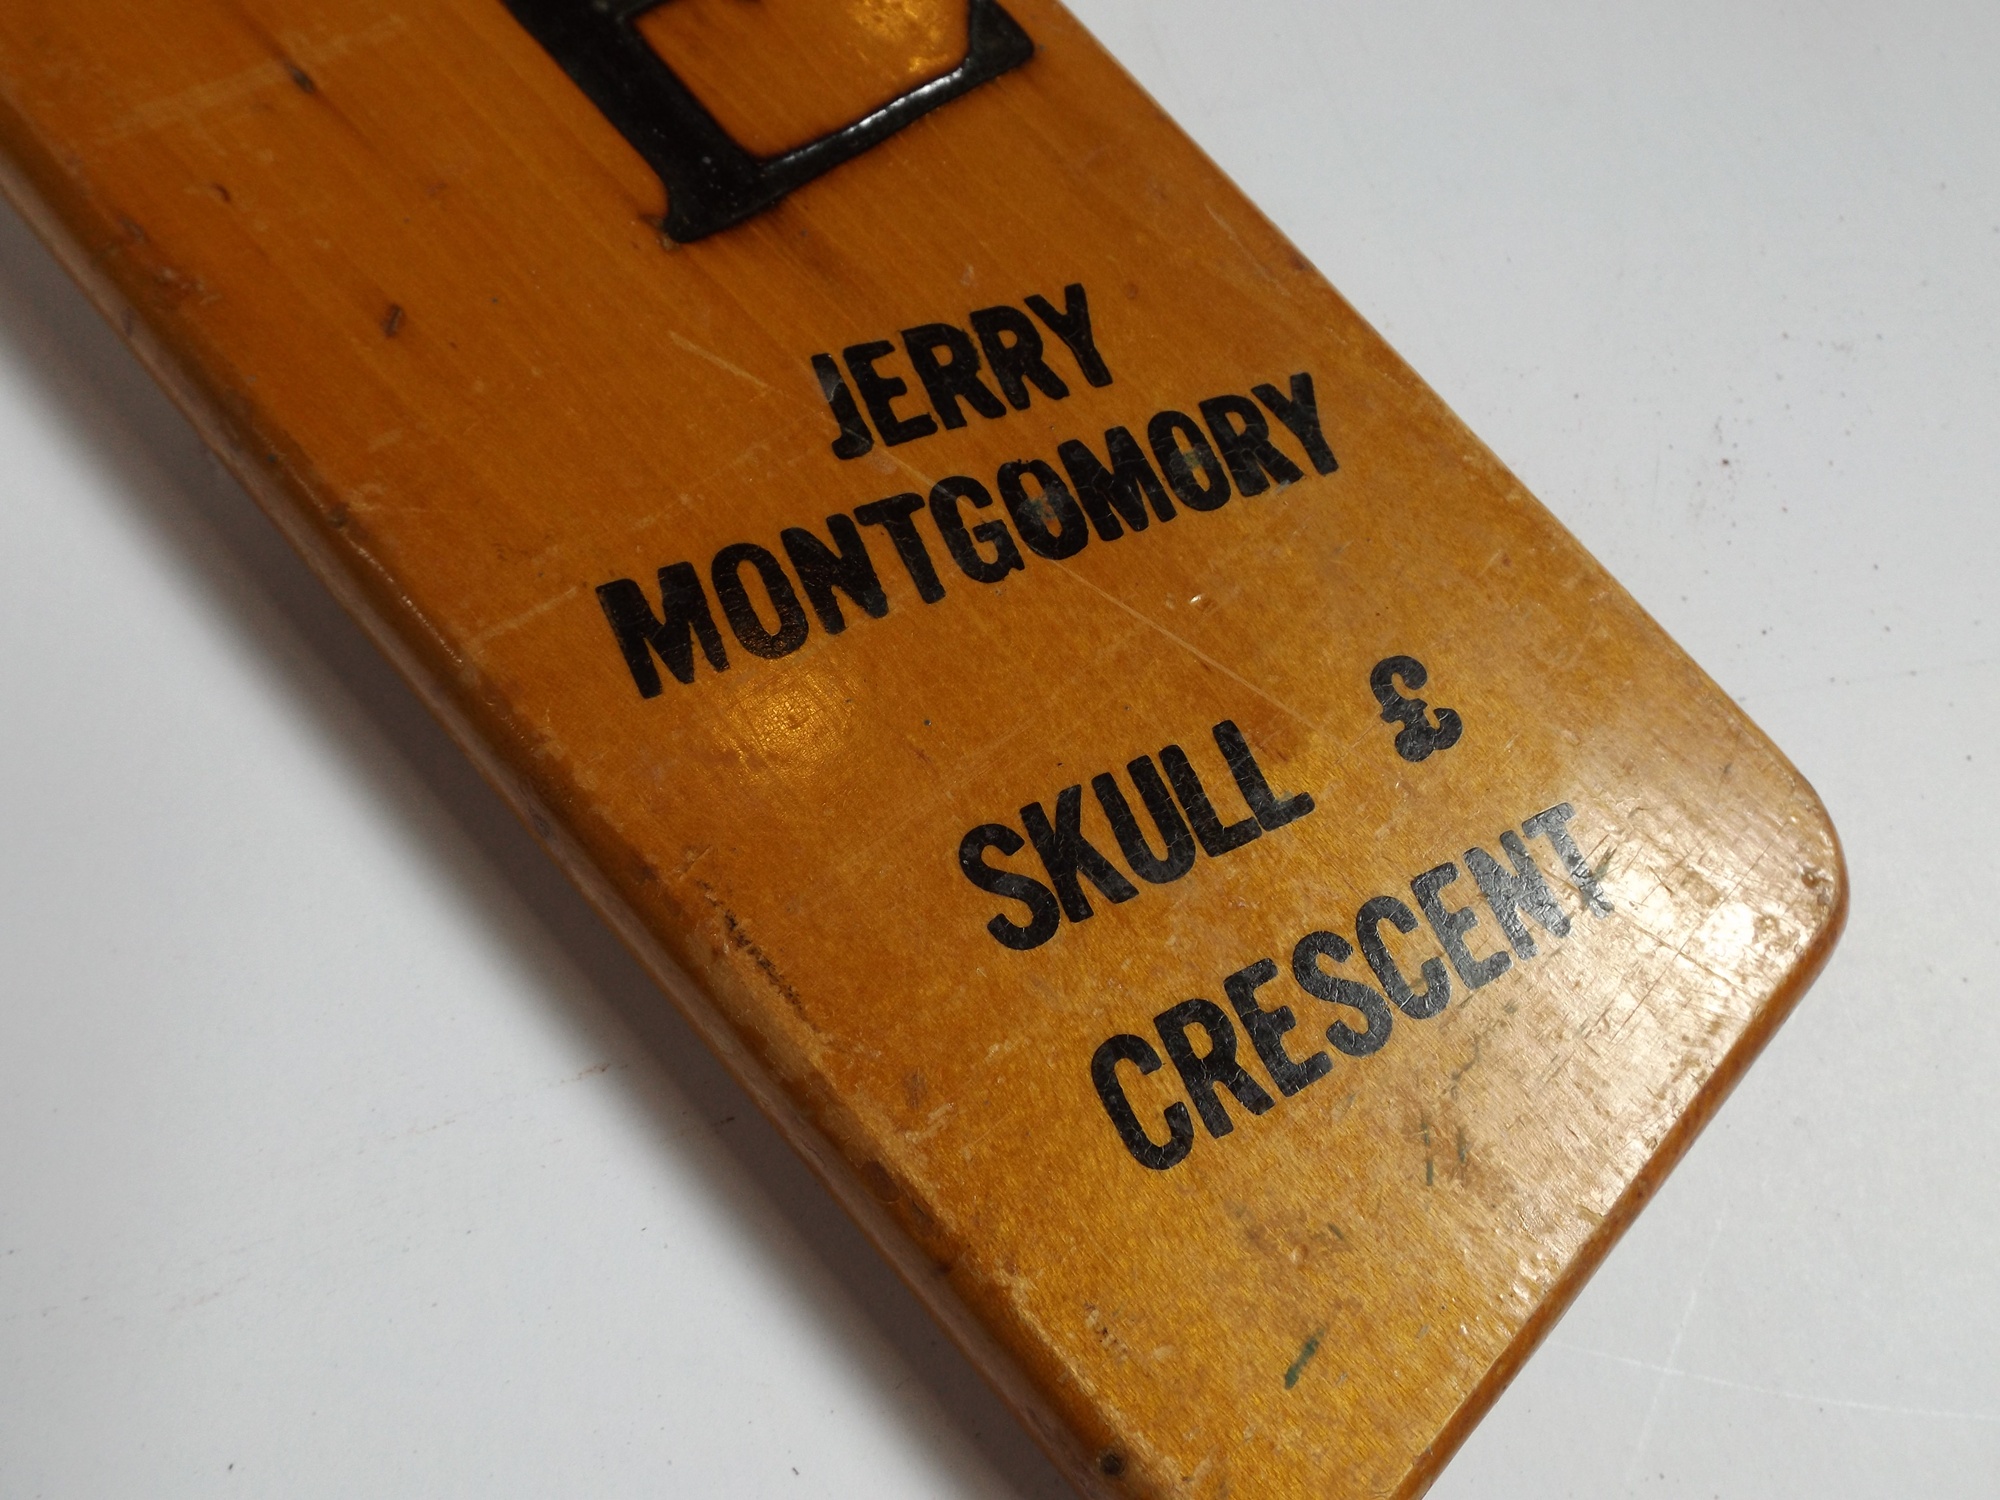 E
JERRY
MONTGOMORY
SKULL £
CRESCENT